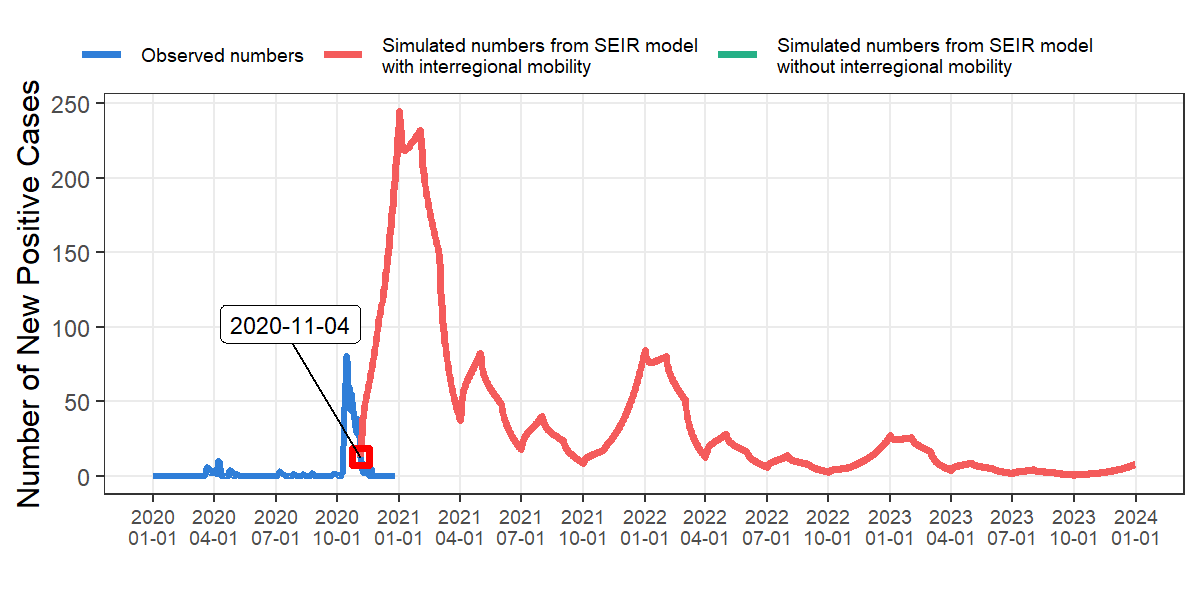 Observed numbers
Simulated numbers from SEIR model
with interregional mobility
Simulated numbers from SEIR model
without interregional mobility
Number of New Positive Cases
250
200
150
100
50
0
2020-11-04
2020 2020 2020 2020 2021 2021 2021 2021 2022 2022 2022 2022 2023 2023 2023 2023 2024
01-01 04-01 07-01 10-01 01-01 04-01 07-01 10-01 01-01 04-01 07-01 10-01 01-01 04-01 07-01 10-01 01-01